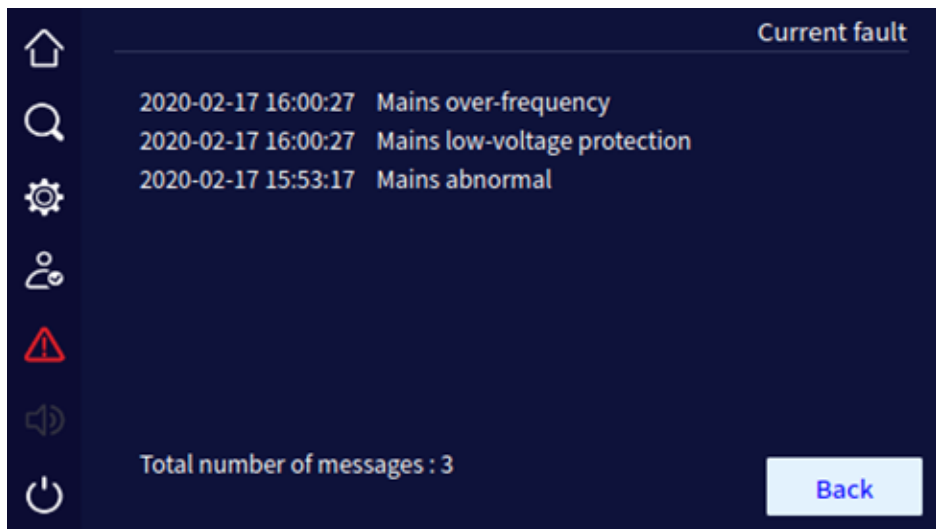 Current fault
2020-02-17 16:00:27 Mains over-frequency
2020-02-17 16:00:27 Mains low-voltage protection
2020-02-17 15:53:17 Mains abnormal
Total number of messages : 3
Back